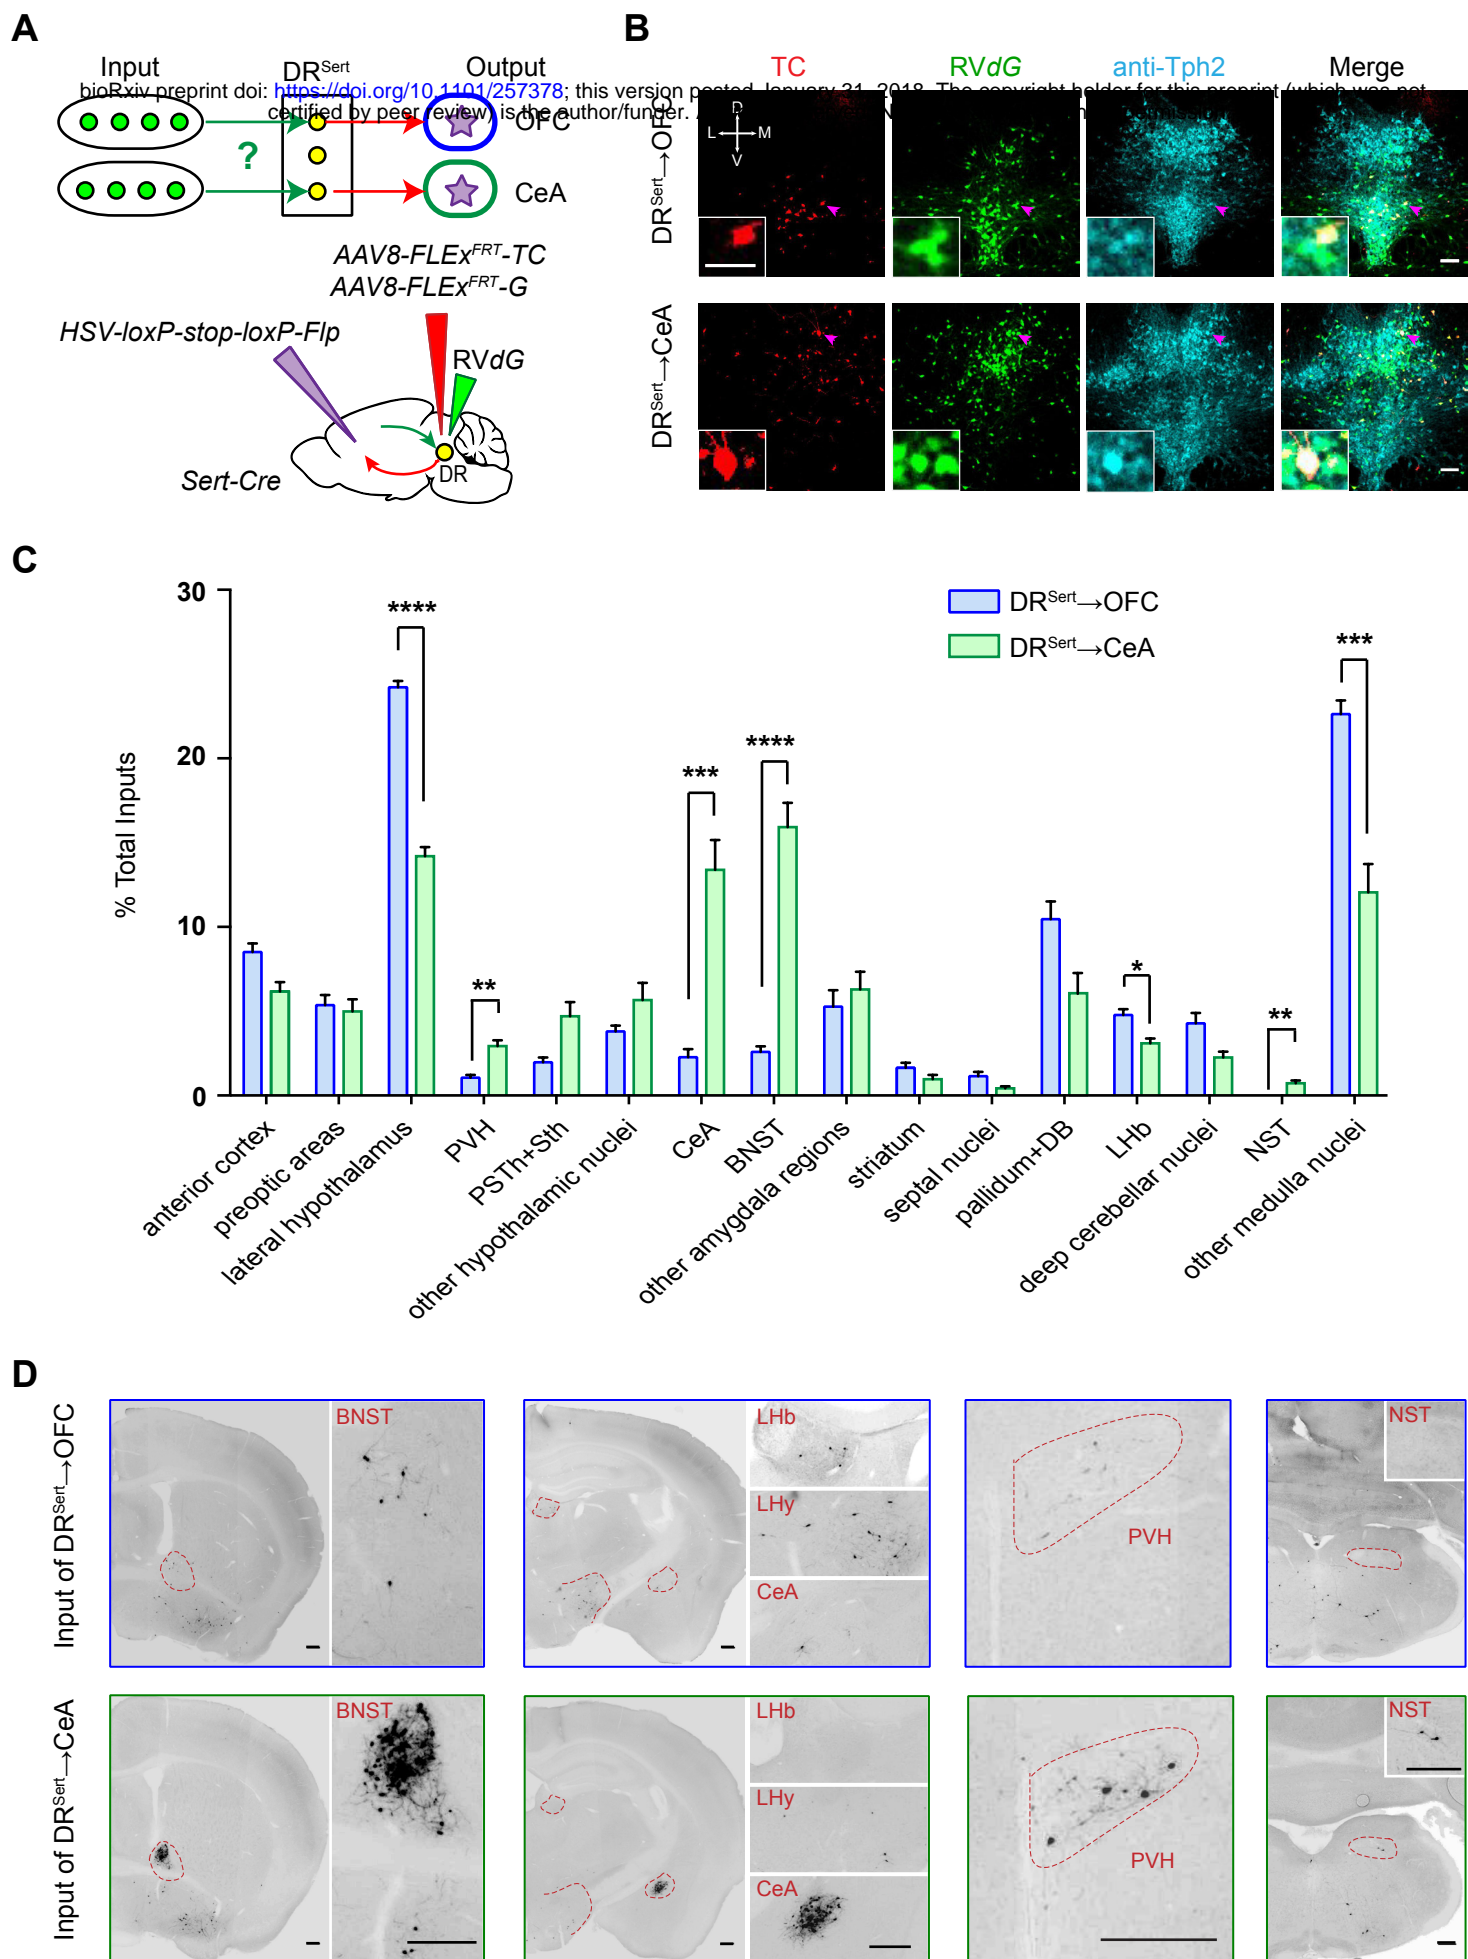 A
Input
DRSert
Output
bioRxiv preprint doi: https://doi.org/10.1101/257378; this version posted January 31, 2018. The copyright holder for this preprint (which was not
certified by peer review) is the author/funder.
OFC
?
CeA
AAV8-FLExFRT-TC
AAV8-FLExFRT-G
HSV-loxP-stop-loxP-Flp
RVdG
DR
Sert-Cre
B
TC
RVdG
anti-Tph2
Merge
DRSert→OFC
D
L
M
V
DRSert→CeA
C
% Total Inputs
30
20
10
0
DRSert→OFC
DRSert→CeA
****
**
***
****
*
**
***
anterior cortex
preoptic areas
lateral hypothalamus
PVH
PSTh+Sth
other hypothalamic nuclei
CeA
BNST
other amygdala regions
striatum
septal nuclei
pallidum+DB
LHb
deep cerebellar nuclei
NST
other medulla nuclei
D
Input of DRSert→OFC
BNST
LHb
LHy
CeA
PVH
NST
Input of DRSert→CeA
BNST
LHb
LHy
CeA
PVH
NST